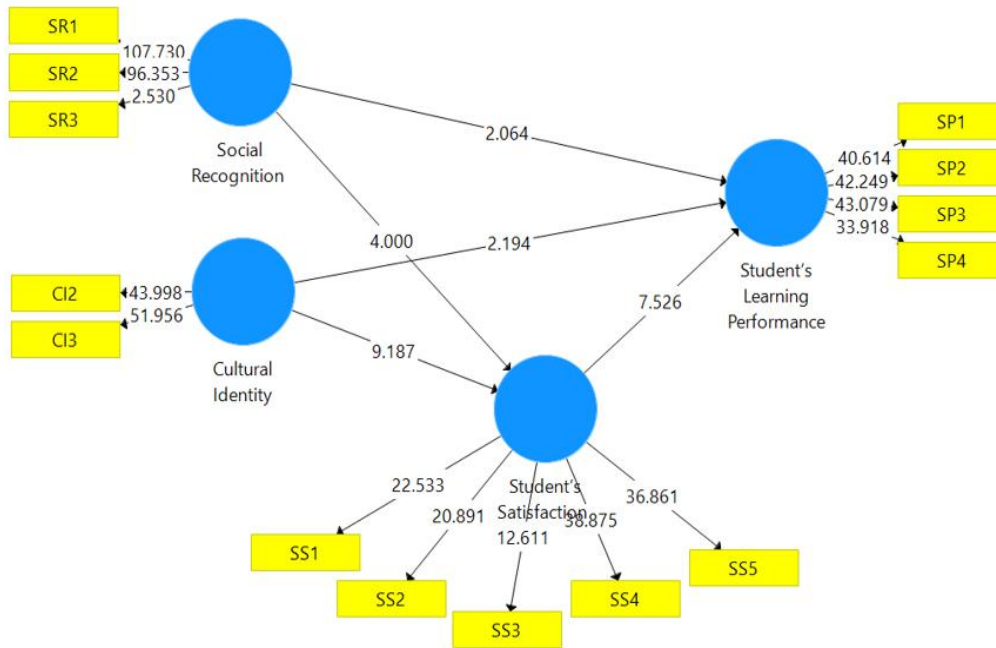 SR1
107.730
SR2
96.353
2.530
SR3
Social
Recognition
2.064
SP1
40.614
SP2
42.249
43.079
SP3
33.918
SP4
4.000
2.194
Student's
Learning
Performance
CI2
43.998
51.956
CI3
7.526
Cultural
Identity
9.187
Student's
Satisfaction
22.533
20.891
12.611
38.875
36.861
SS1
SS2
SS3
SS4
SS5